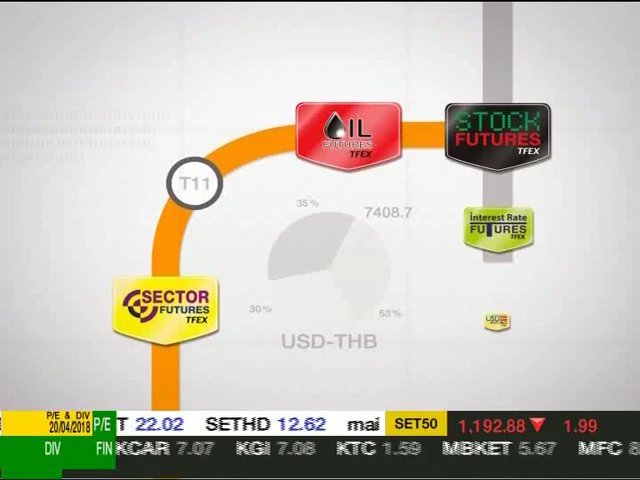 OIL
FUTURES
TFEX
STOCK
FUTURES
TFEX
T11
35%
7408.7
Interest Rate
FUTURES
TFEX
SECTOR
FUTURES
TFEX
30%
53%
USD-THB
P/E & DIV
20/04/2018
P/E
T 22.02 SETHD 12.62 mai
SET50
1,192.88 ▼ 1.99
DIV
FIN
KCAR 7.07 KGI 7.08 KTC 1.59 MBKET 5.67 MFC 8